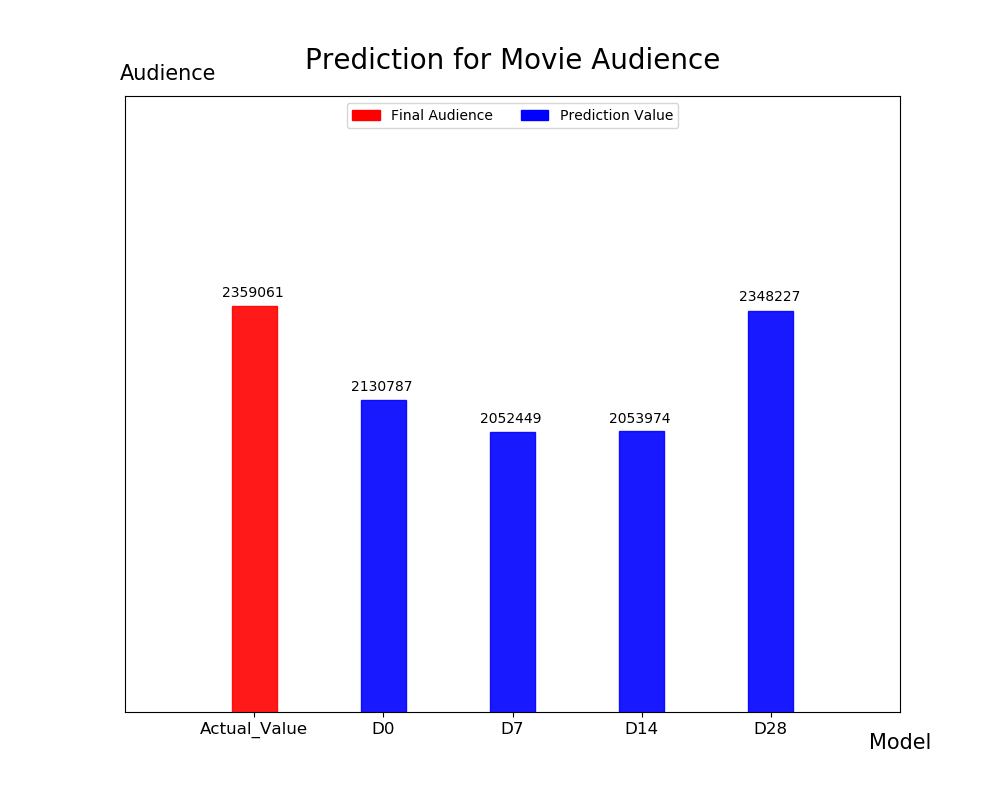 Prediction for Movie Audience
Audience
Final Audience Prediction Value
2359061
2130787
2052449
2053974
2348227
Actual_Value D0 D7 D14 D28
Model